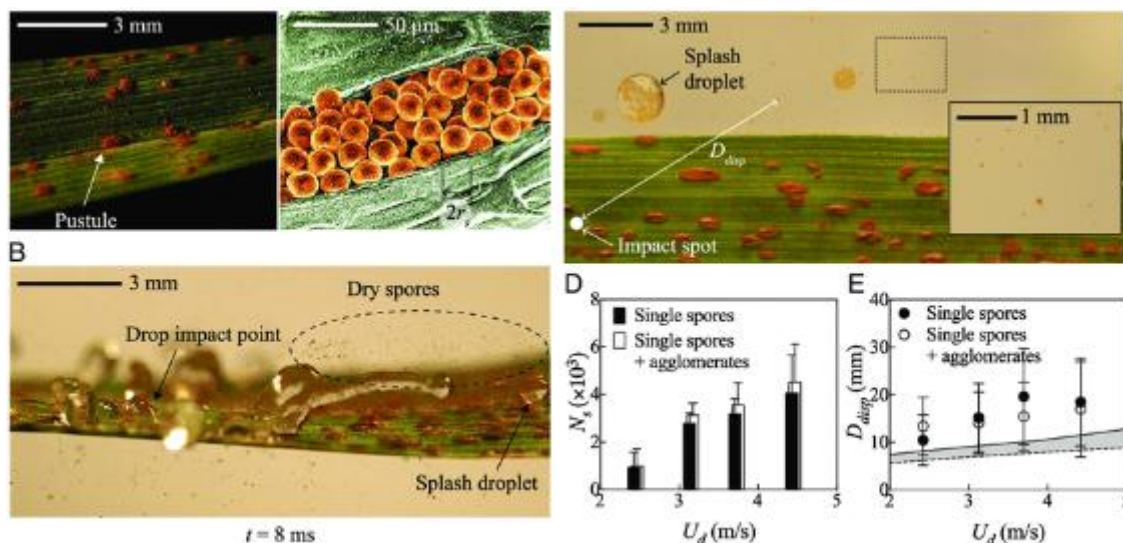 3 mm
50 μm
Pustule
2r_s
3 mm
Splash
droplet
D_disp
1 mm
Impact spot
B
3 mm
Dry spores
Drop impact point
Splash droplet
t = 8 ms
D
8
6
4
2
0
N_s (×10³)
Single spores
Single spores
+ agglomerates
2 3 4 5
U_d (m/s)
E
40
30
20
10
0
D_disp (mm)
Single spores
Single spores
+ agglomerates
2 3 4
U_d (m/s)